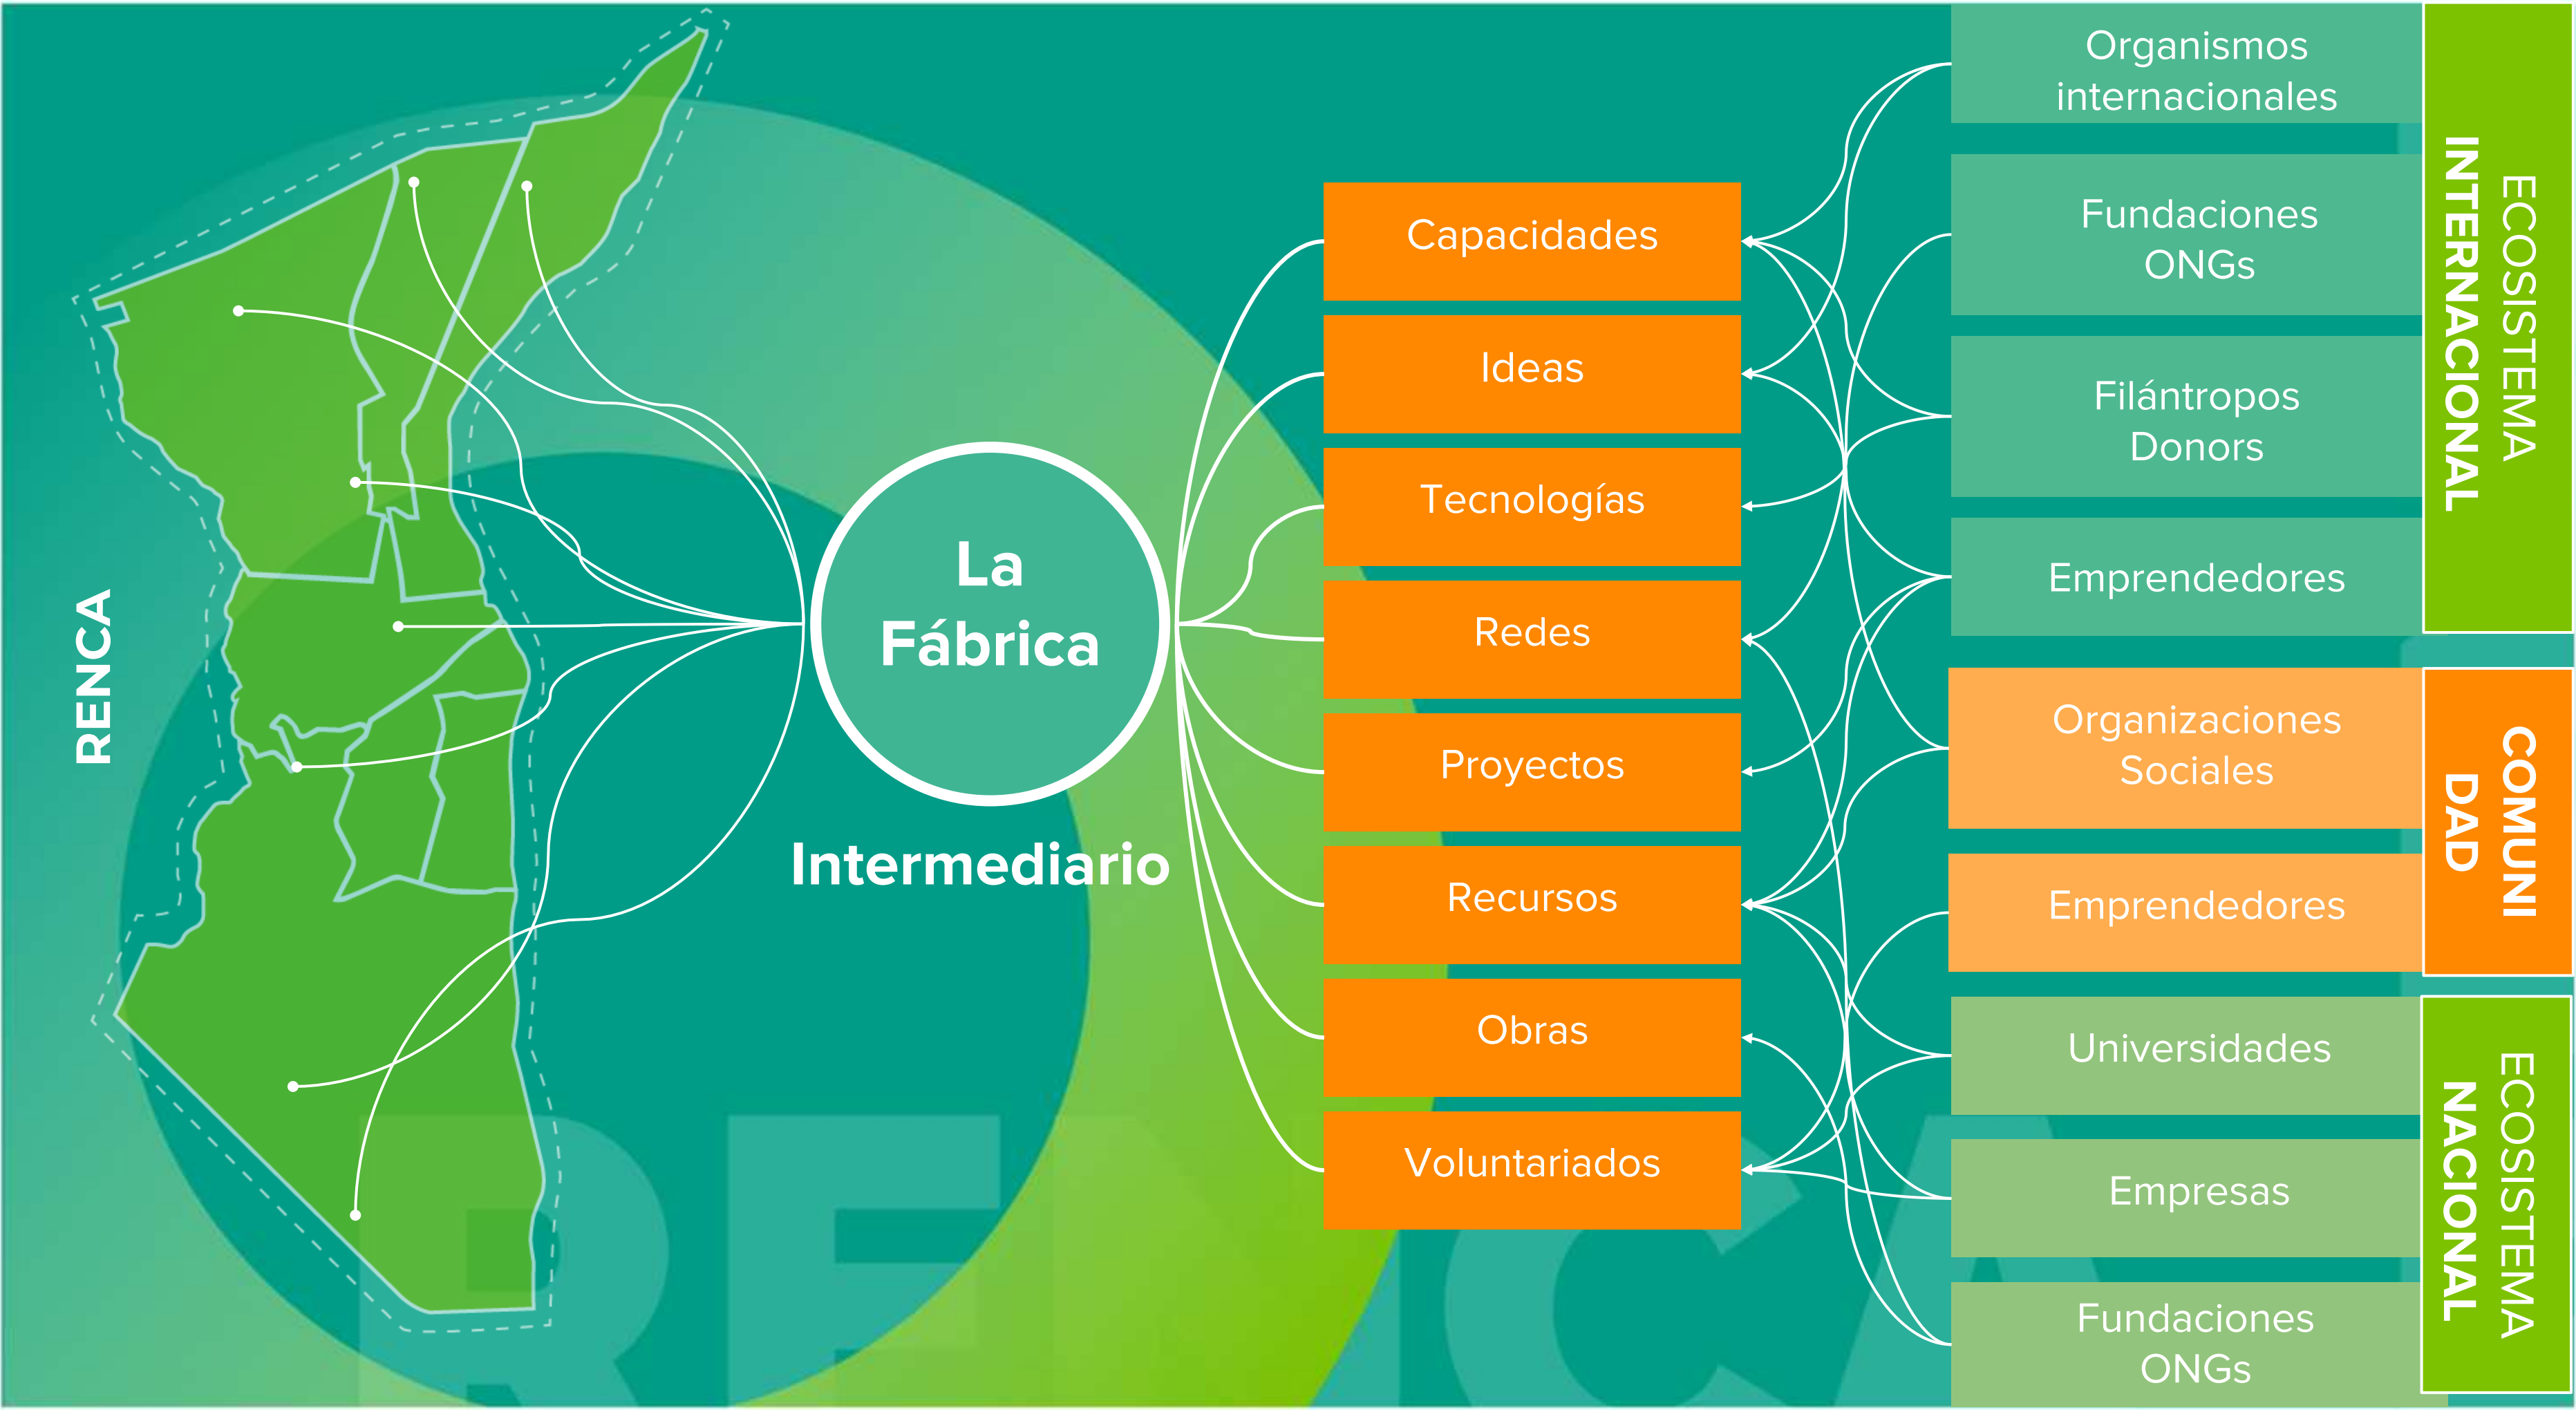 RENCA
La
Fábrica
Intermediario
Capacidades
Ideas
Tecnologías
Redes
Proyectos
Recursos
Obras
Voluntariados
Organismos
internacionales
Fundaciones
ONGs
Filántropos
Donors
Emprendedores
ECOSISTEMA
INTERNACIONAL
Organizaciones
Sociales
Emprendedores
COMUNI
DAD
Universidades
Empresas
Fundaciones
ONGs
ECOSISTEMA
NACIONAL
RENCA